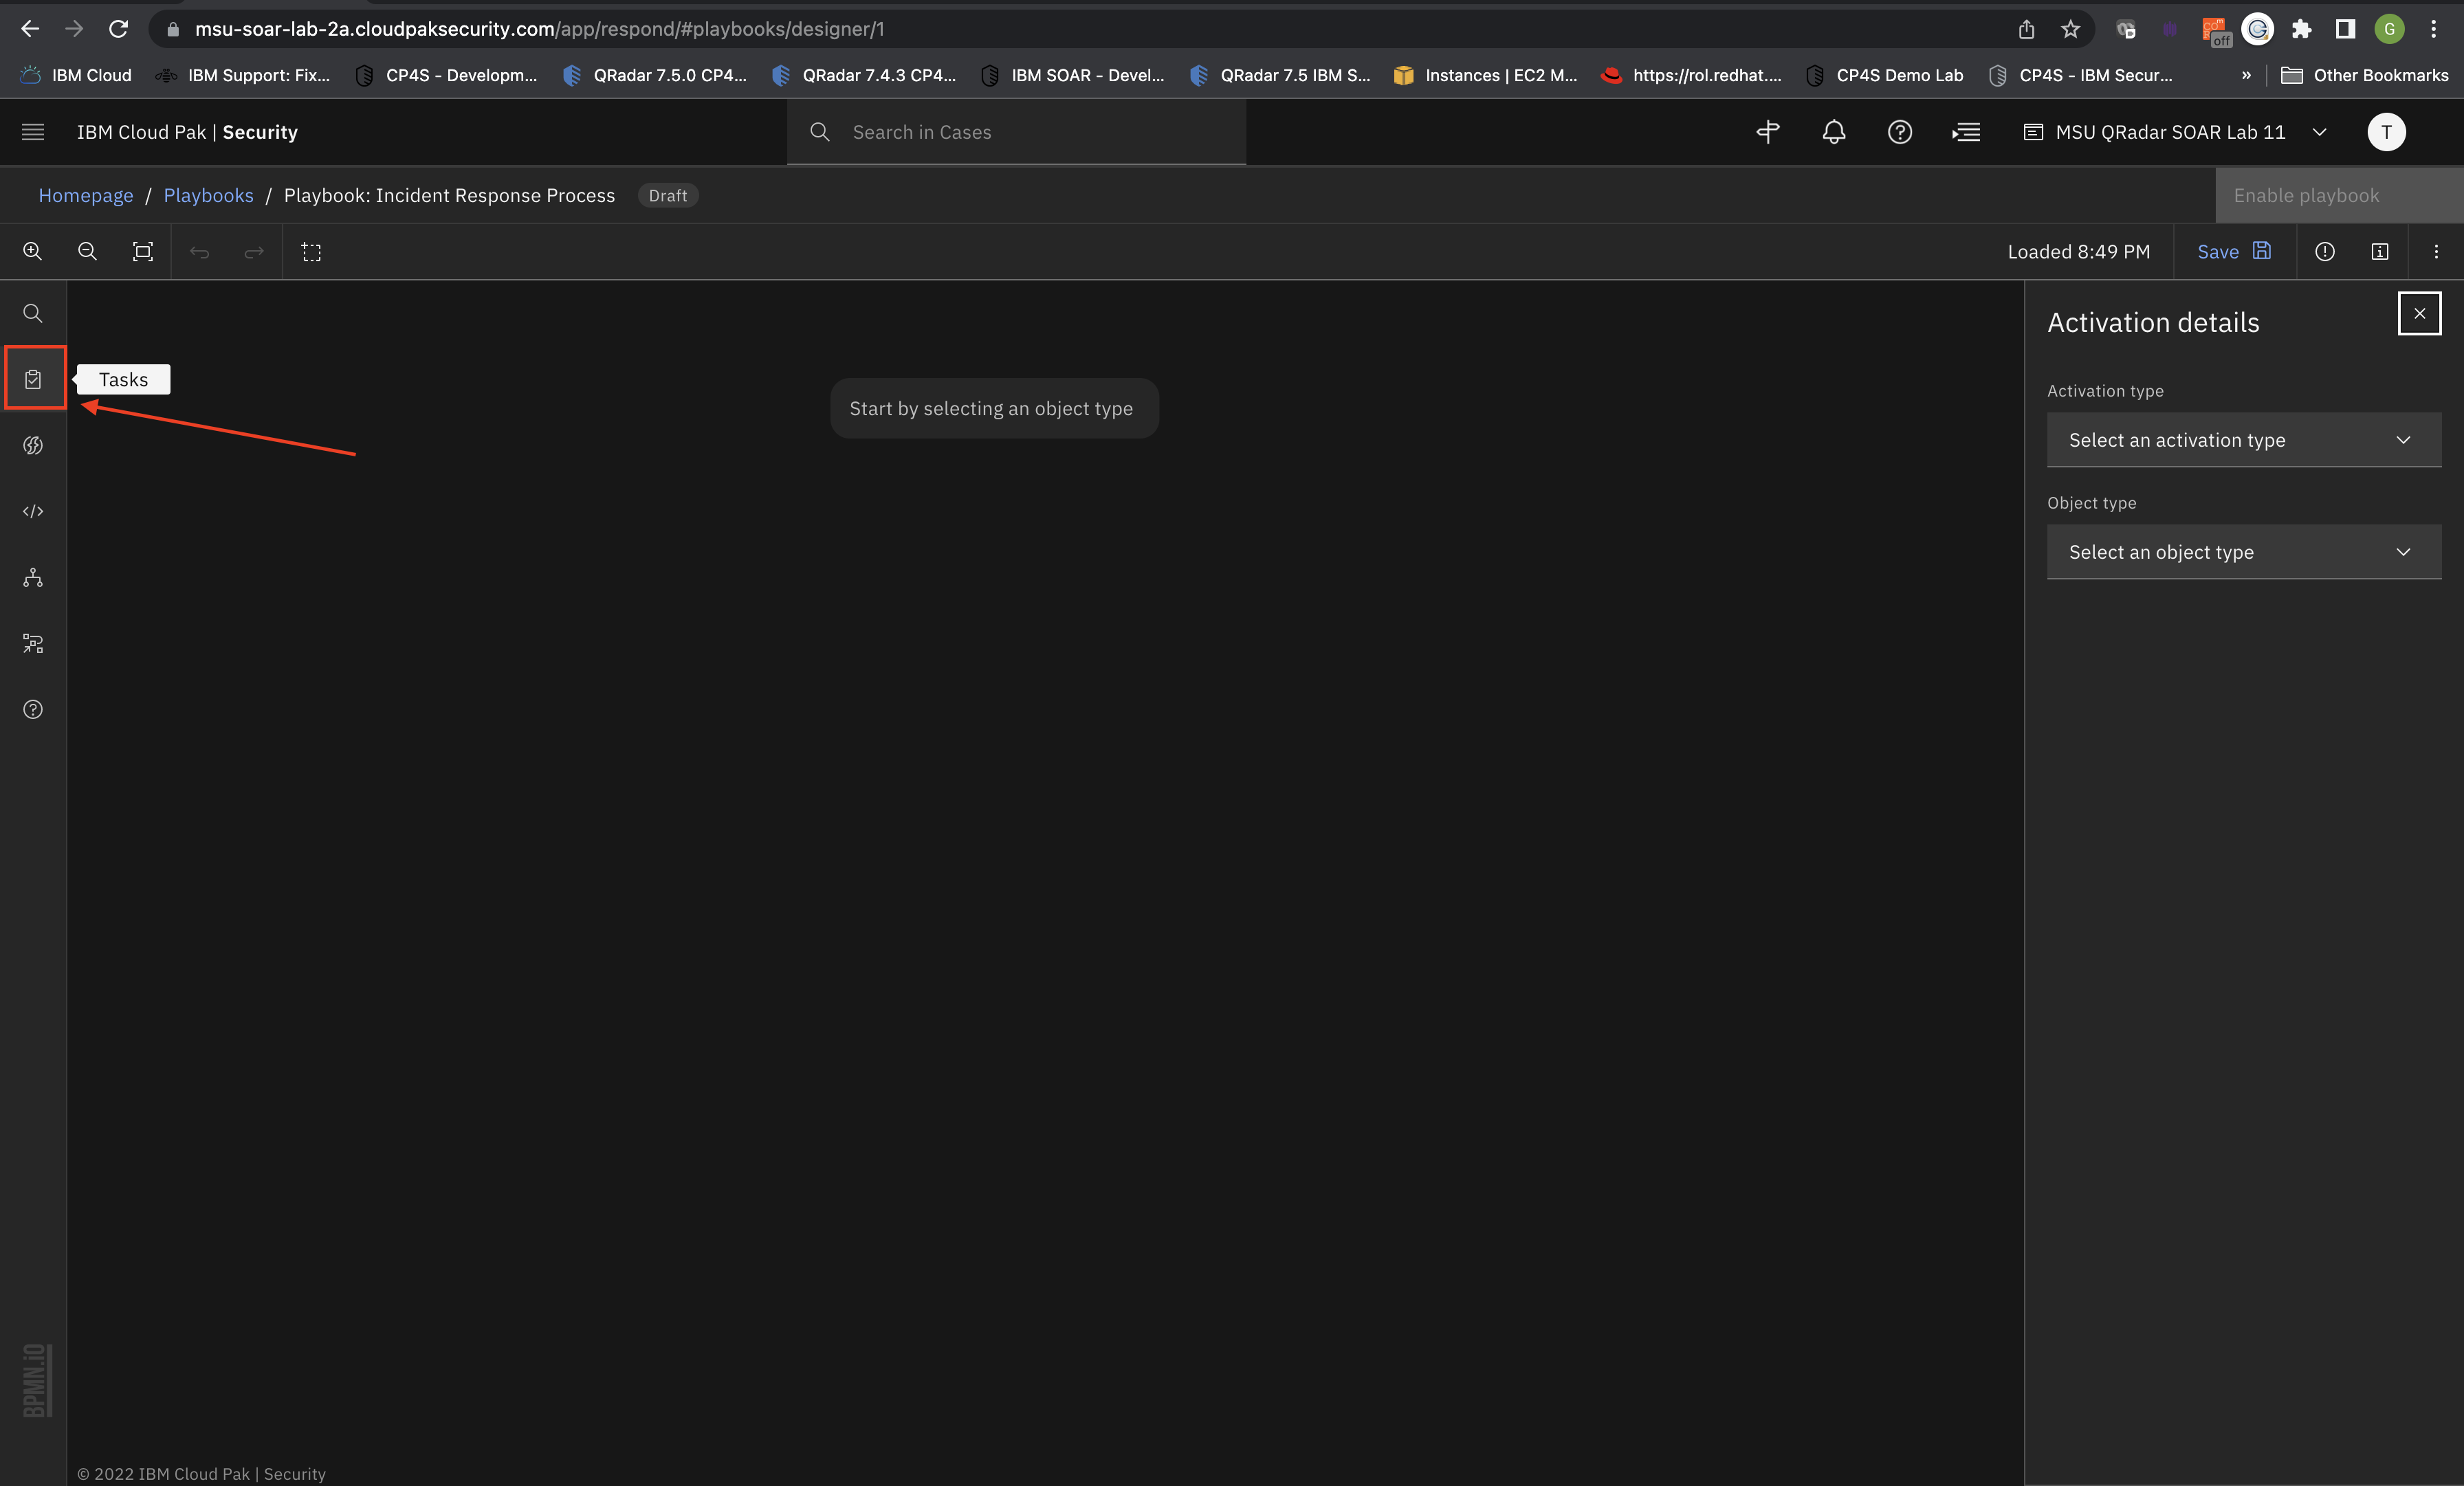 msu-soar-lab-2a.cloudpaksecurity.com/app/respond/#playbooks/designer/1
off
G
IBM Cloud
IBM Support: Fix...
CP4S - Developm...
QRadar 7.5.0 CP4...
QRadar 7.4.3 CP4...
IBM SOAR - Devel...
QRadar 7.5 IBM S...
Instances | EC2 M...
https://rol.redhat....
CP4S Demo Lab
CP4S - IBM Secur...
»
Other Bookmarks
IBM Cloud Pak | Security
Search in Cases
MSU QRadar SOAR Lab 11
T
Homepage / Playbooks / Playbook: Incident Response Process
Draft
Enable playbook
Loaded 8:49 PM
Save
Tasks
Start by selecting an object type
Activation details
Activation type
Select an activation type
Object type
Select an object type
BPMN.iO
© 2022 IBM Cloud Pak | Security